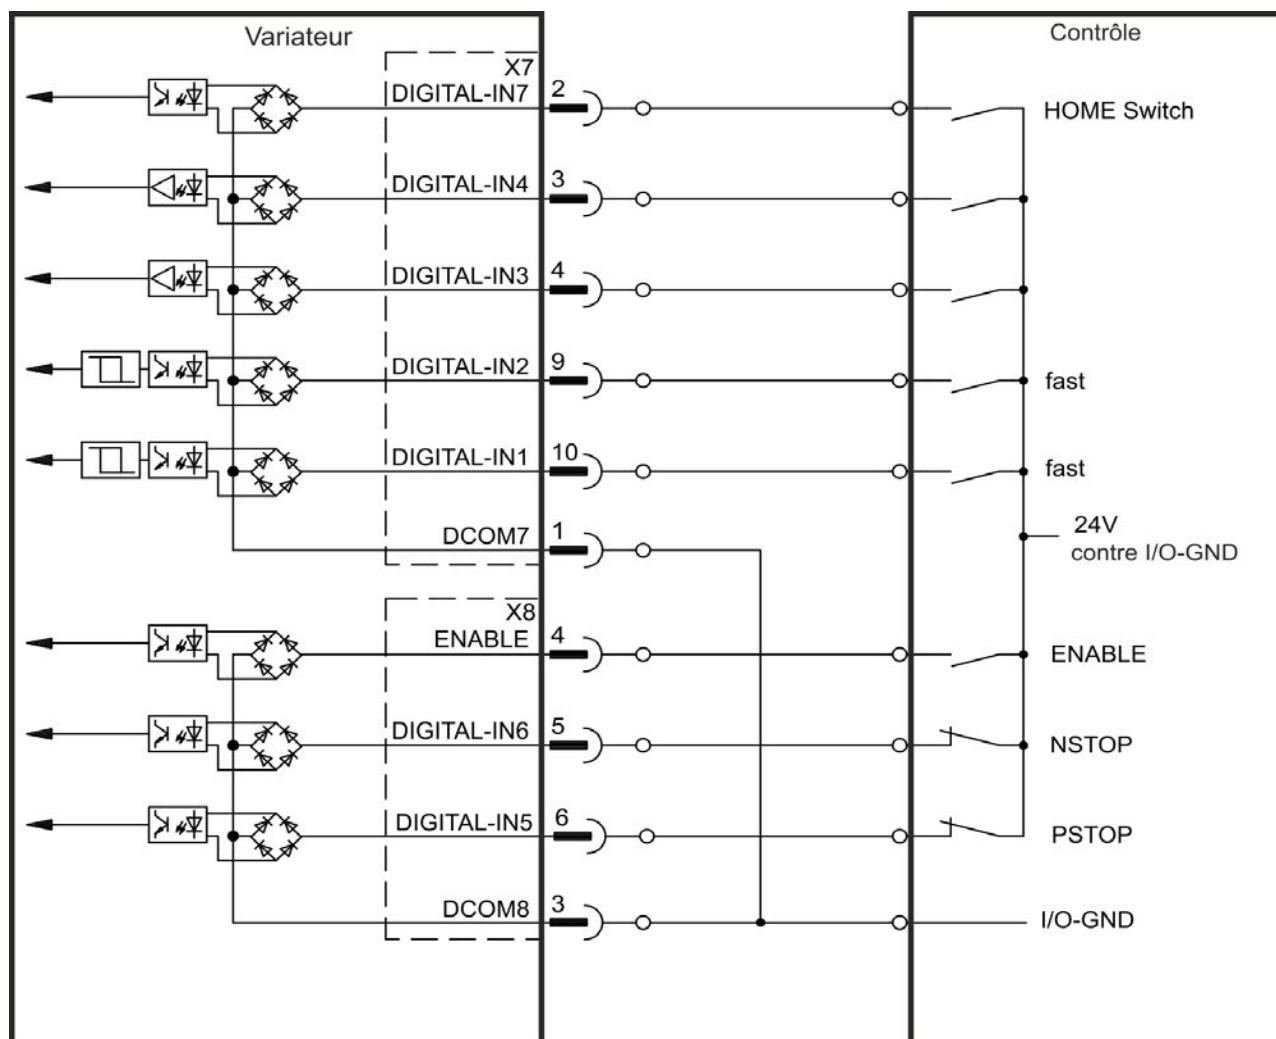 Variateur
Contrôle
X7
DIGITAL-IN7
2
HOME Switch
DIGITAL-IN4
3
DIGITAL-IN3
4
DIGITAL-IN2
9
fast
DIGITAL-IN1
10
fast
DCOM7
1
24V
contre I/O-GND
X8
ENABLE
4
ENABLE
DIGITAL-IN6
5
NSTOP
DIGITAL-IN5
6
PSTOP
DCOM8
3
I/O-GND